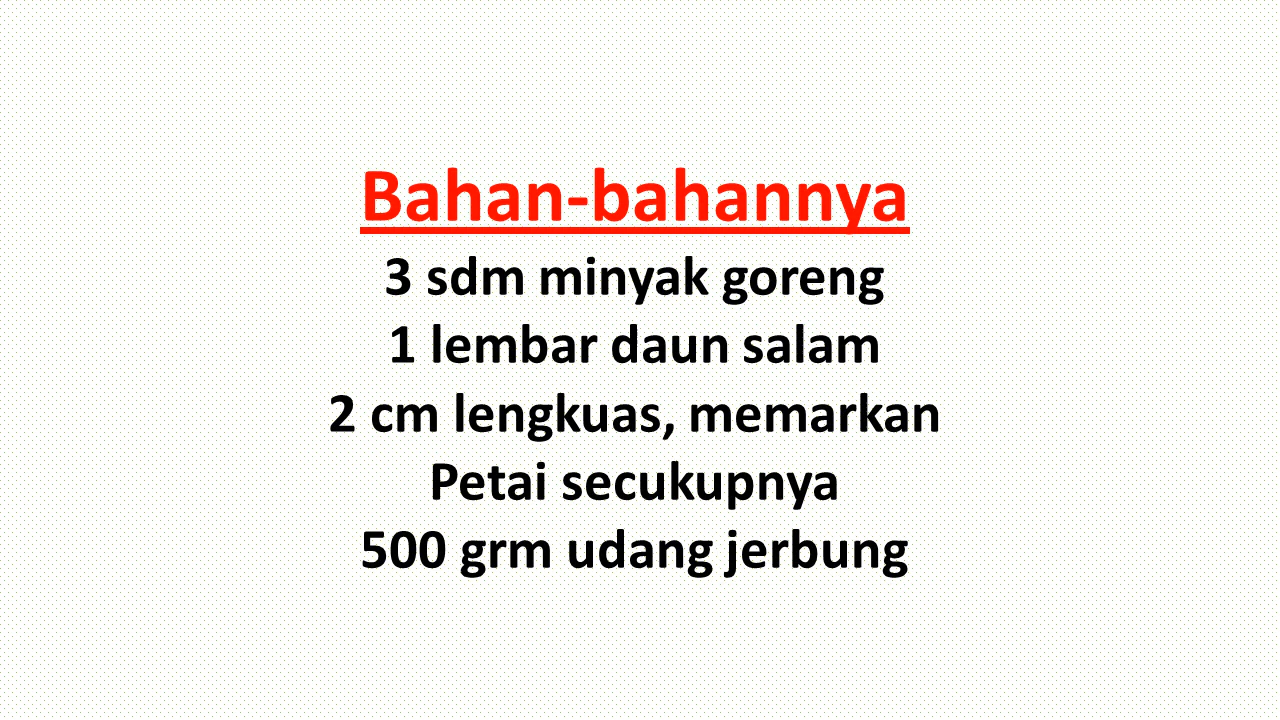 Bahan-bahannya
3 sdm minyak goreng
1 lembar daun salam
2 cm lengkuas, memarkan
Petai secukupnya
500 grm udang jerbung